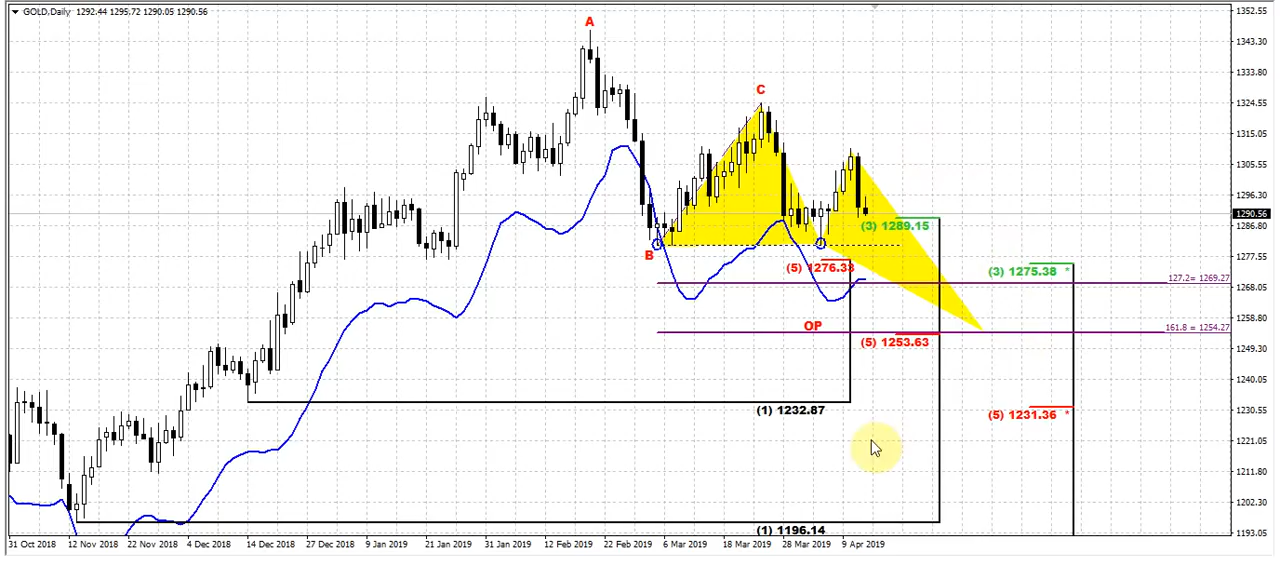 GOLD,Daily 1292.44 1295.72 1290.05 1290.56
1352.55
A
1343.30
1333.80
C
1324.55
1315.05
1305.55
1296.30
1290.56
(3) 1289.15
1286.80
B
1277.55
(5) 1276.33
(3) 1275.38 *
127.2= 1269.27
1268.05
OP
161.8 = 1254.27
1258.80
(5) 1253.63
1249.30
1240.05
(1) 1232.87
1230.55
(5) 1231.36 *
1221.05
1211.80
1202.30
(1) 1196.14
1193.05
31 Oct 2018 12 Nov 2018 22 Nov 2018 4 Dec 2018 14 Dec 2018 27 Dec 2018 9 Jan 2019 21 Jan 2019 31 Jan 2019 12 Feb 2019 22 Feb 2019 6 Mar 2019 18 Mar 2019 28 Mar 2019 9 Apr 2019